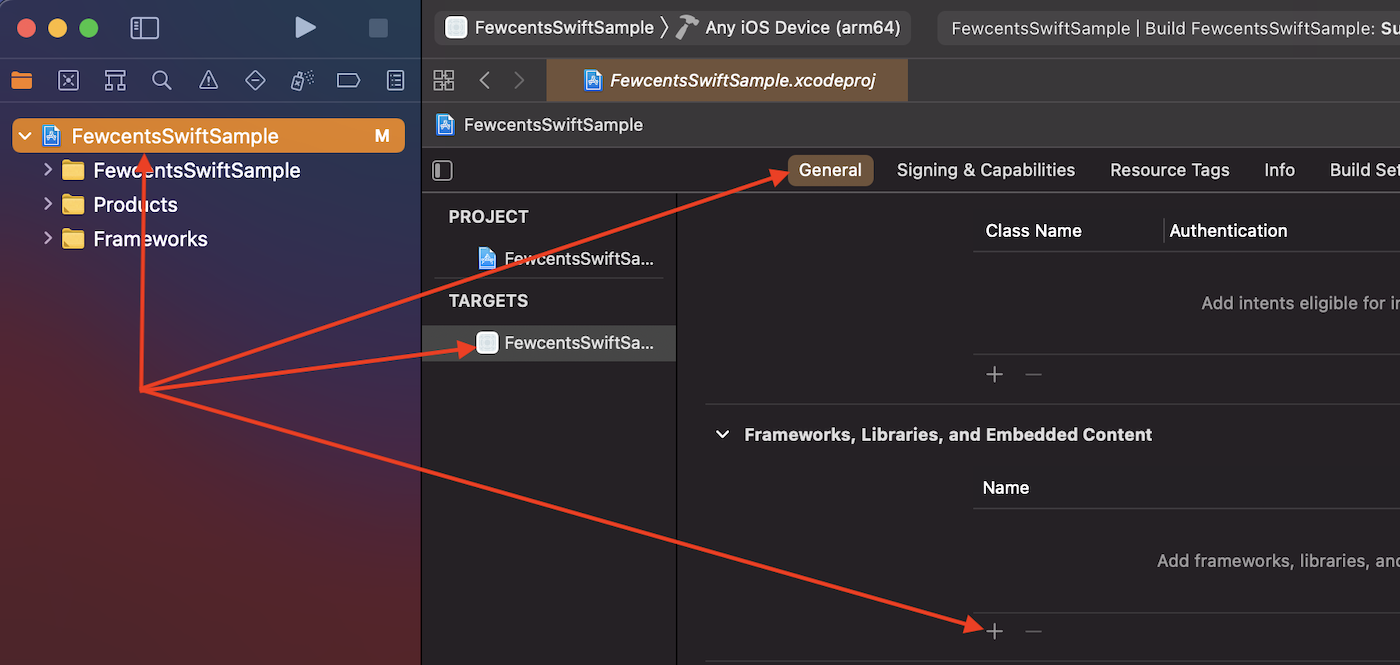 FewcentsSwiftSample
Any iOS Device (arm64)
FewcentsSwiftSample | Build FewcentsSwiftSample: Su
FewcentsSwiftSample.xcodeproj
FewcentsSwiftSample M
FewcentsSwiftSample
Products
Frameworks
FewcentsSwiftSample
General
Signing & Capabilities
Resource Tags
Info
Build Set
PROJECT
FewcentsSwiftSa...
TARGETS
FewcentsSwiftSa...
Class Name
Authentication
Add intents eligible for in
Frameworks, Libraries, and Embedded Content
Name
Add frameworks, libraries, and